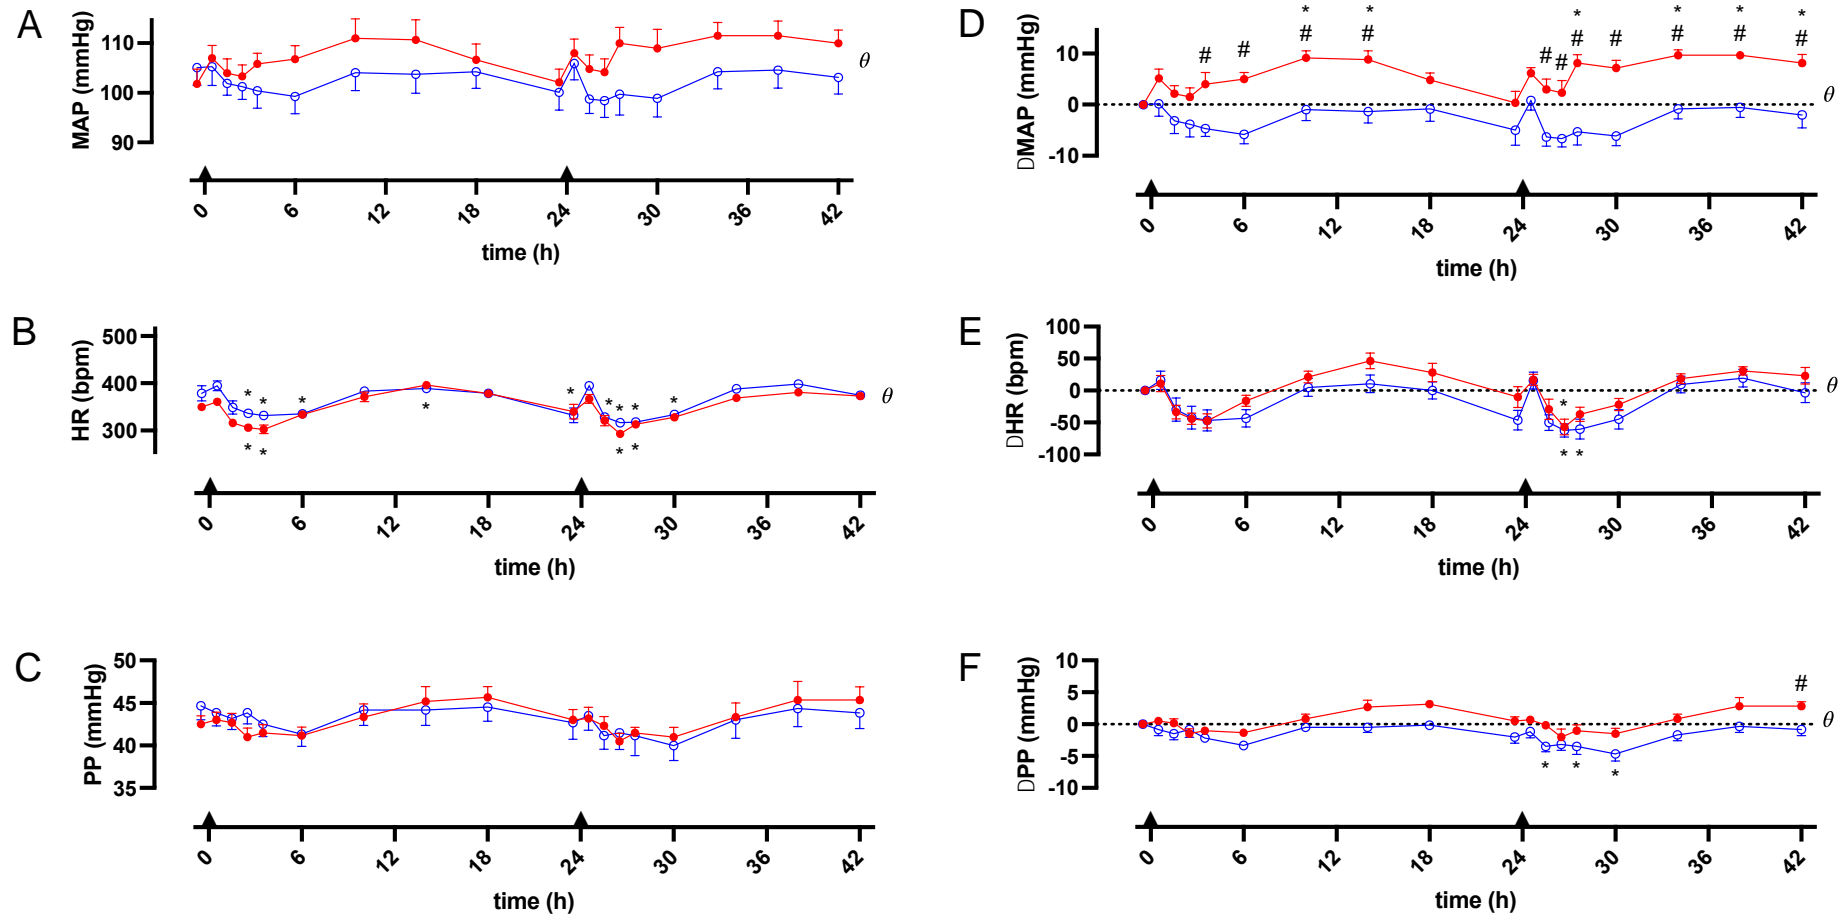 A
MAP (mmHg)
110
100
90
θ
0 6 12 18 24 30 36 42
time (h)
B
HR (bpm)
500
400
300
* * * * * * * * *
* * * * *
θ
0 6 12 18 24 30 36 42
time (h)
C
PP (mmHg)
50
45
40
35
0 6 12 18 24 30 36 42
time (h)
D
DMAP (mmHg)
10
0
-10
* * * * * *
# # # # # # # # # # #
θ
0 6 12 18 24 30 36 42
time (h)
E
DHR (bpm)
100
50
0
-50
-100
*
* *
θ
0 6 12 18 24 30 36 42
time (h)
F
DPP (mmHg)
10
5
0
-5
-10
#
* * *
θ
0 6 12 18 24 30 36 42
time (h)